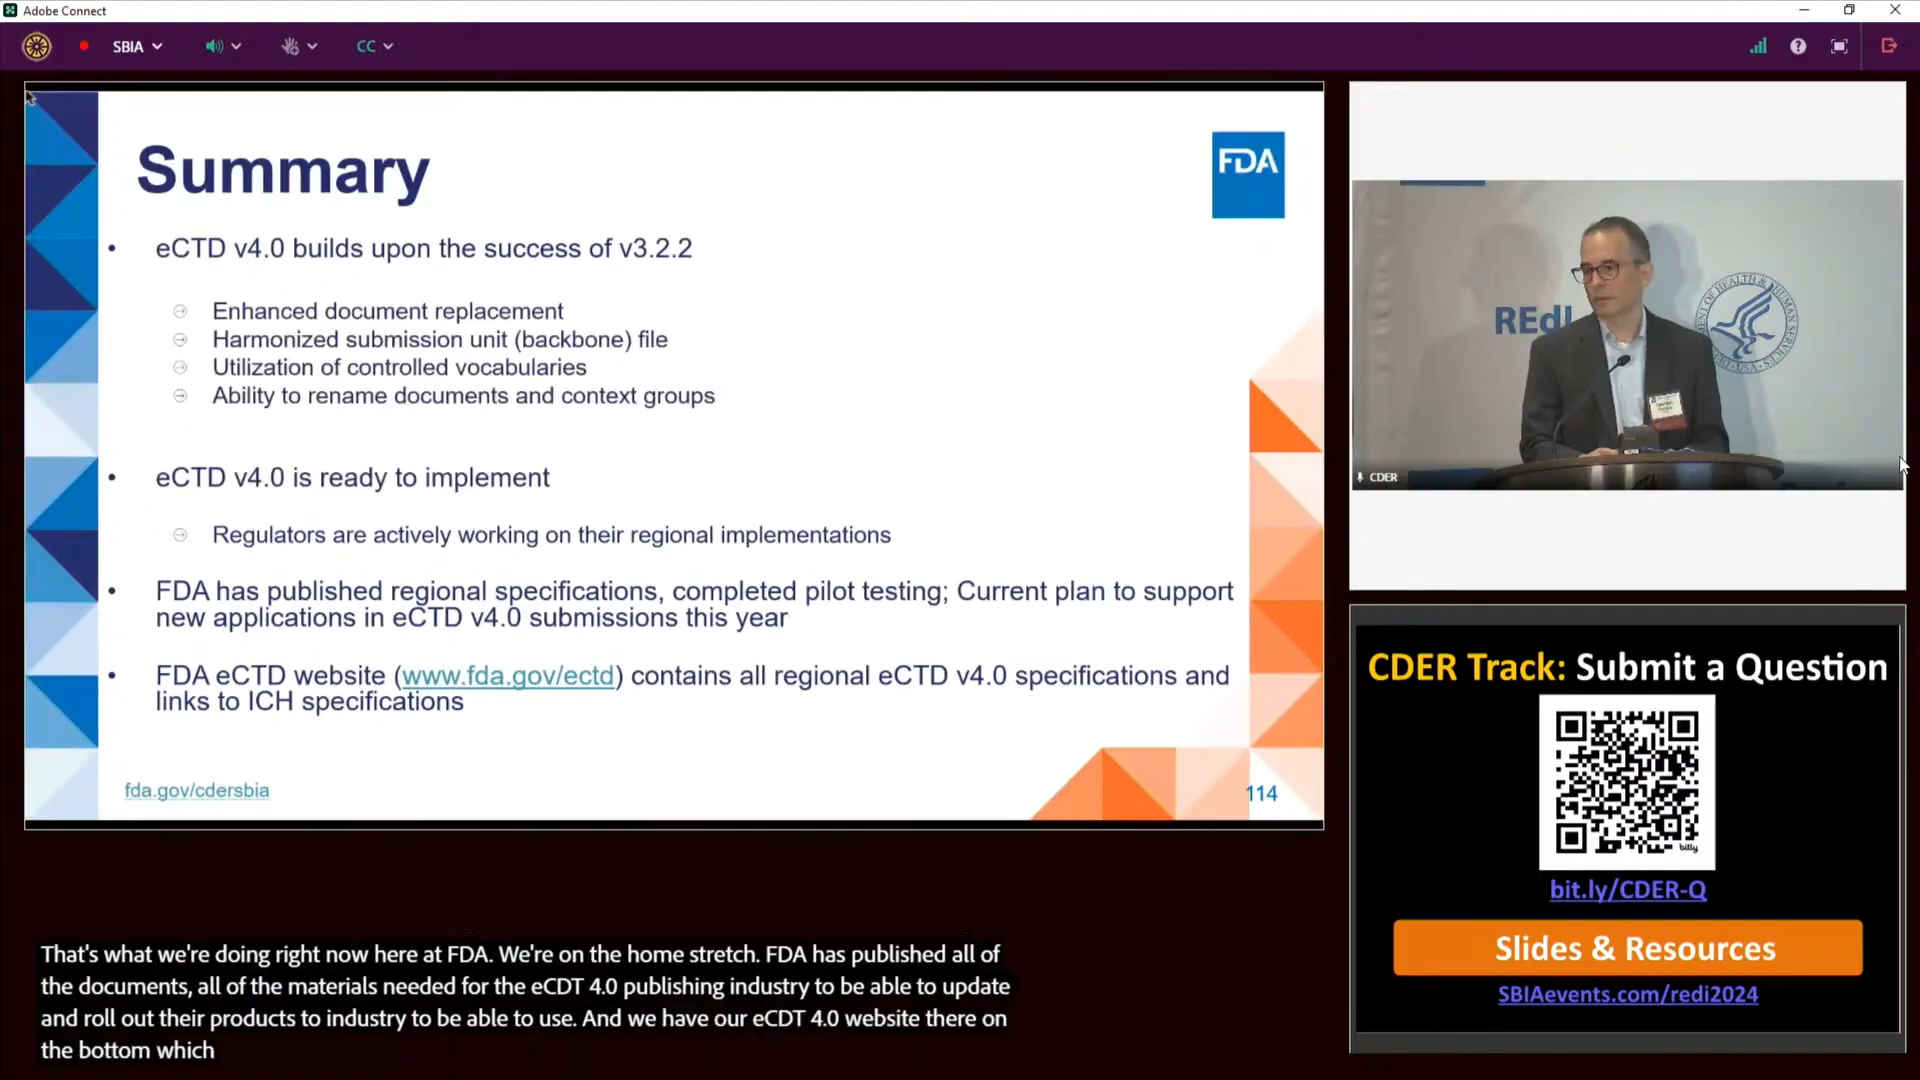 Adobe Connect
SBIA
CC
Summary
FDA
• eCTD v4.0 builds upon the success of v3.2.2
Enhanced document replacement
Harmonized submission unit (backbone) file
Utilization of controlled vocabularies
Ability to rename documents and context groups
• eCTD v4.0 is ready to implement
Regulators are actively working on their regional implementations
• FDA has published regional specifications, completed pilot testing; Current plan to support
new applications in eCTD v4.0 submissions this year
• FDA eCTD website (www.fda.gov/ectd) contains all regional eCTD v4.0 specifications and
links to ICH specifications
fda.gov/cdersbia
114
REdI
HEALTH & HUMAN SERVICES
USA
CDER
CDER Track: Submit a Question
bitly
bit.ly/CDER-Q
Slides & Resources
SBIAevents.com/redi2024
That's what we're doing right now here at FDA. We're on the home stretch. FDA has published all of
the documents, all of the materials needed for the eCDT 4.0 publishing industry to be able to update
and roll out their products to industry to be able to use. And we have our eCDT 4.0 website there on
the bottom which